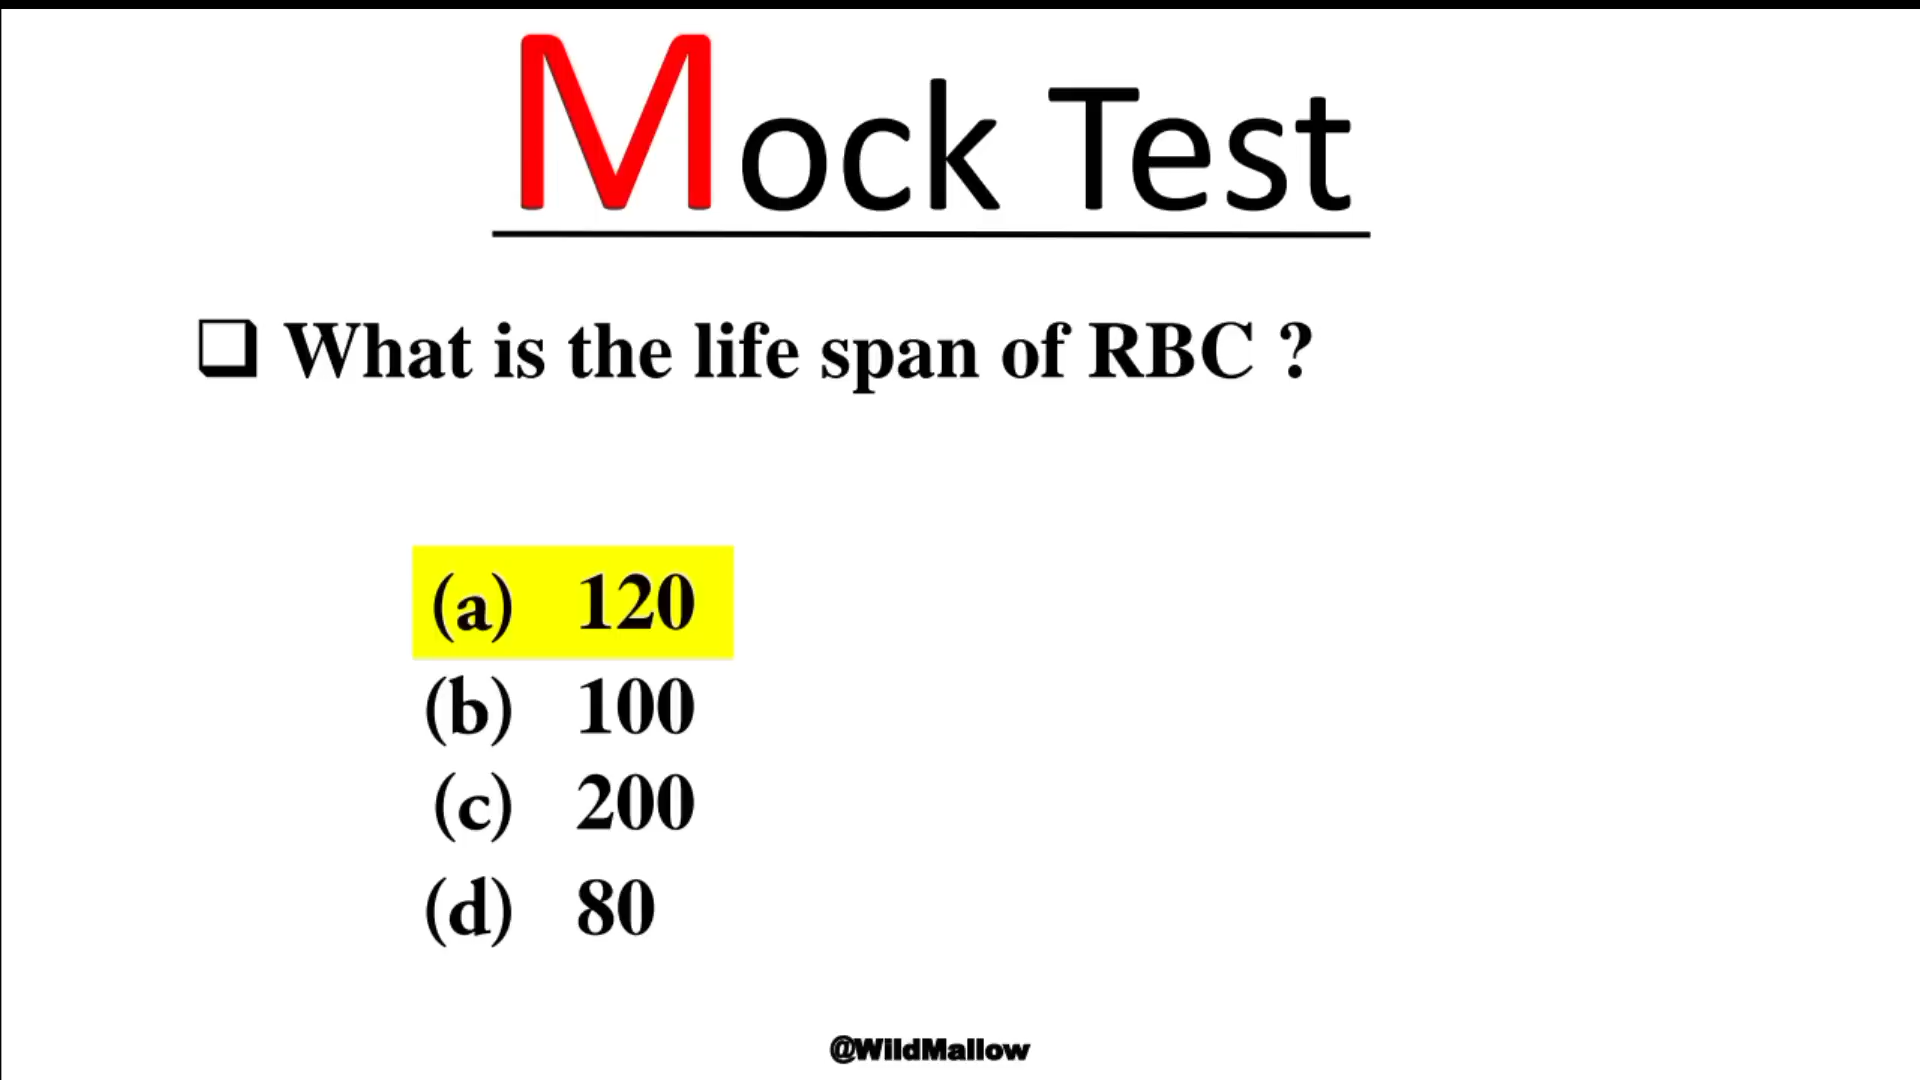 Mock Test
❑ What is the life span of RBC ?
(a) 120
(b) 100
(c) 200
(d) 80
@WildMallow